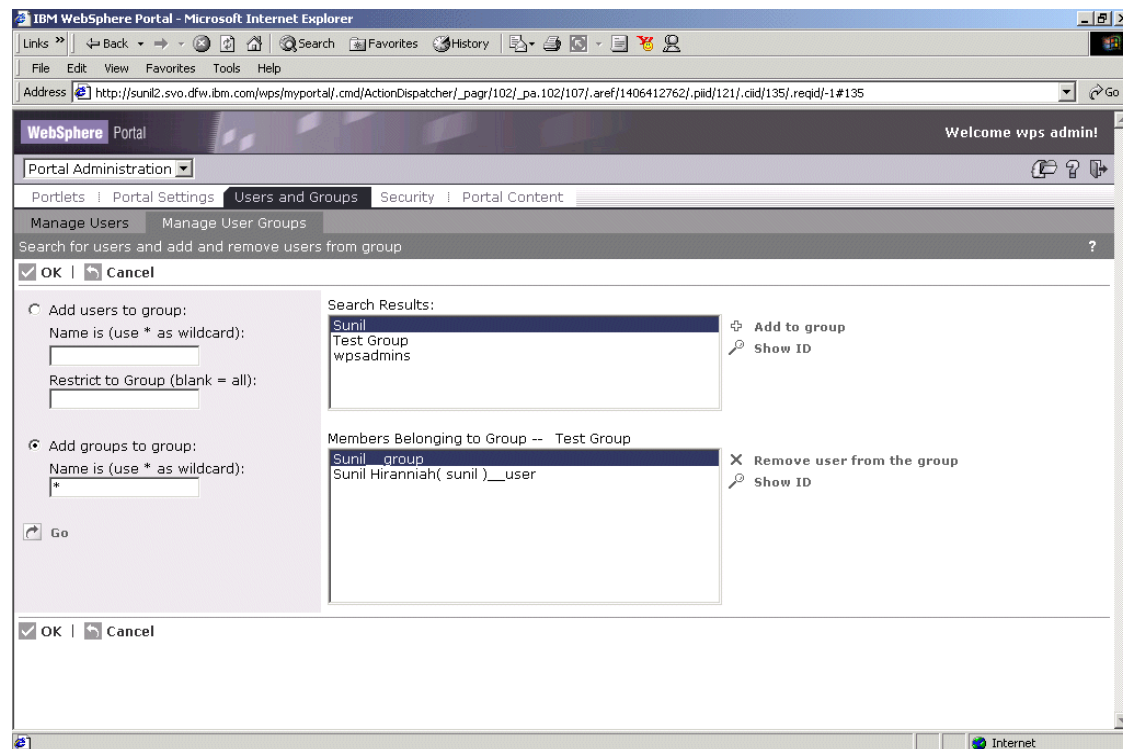 IBM WebSphere Portal - Microsoft Internet Explorer
Links » Back Search Favorites History
File Edit View Favorites Tools Help
Address http://sunil2.svo.dfw.ibm.com/wps/myportal/.cmd/ActionDispatcher/_pagr/102/_pa.102/107/.aref/1406412762/.piid/121/.ciid/135/.reqid/-1#135 Go
WebSphere Portal Welcome wps admin!
Portal Administration
Portlets Portal Settings Users and Groups Security Portal Content
Manage Users Manage User Groups
Search for users and add and remove users from group ?
OK | Cancel
Add users to group:
Name is (use * as wildcard):
Restrict to Group (blank = all):
Add groups to group:
Name is (use * as wildcard):
*
Go
Search Results:
Sunil
Test Group
wpsadmins
Add to group
Show ID
Members Belonging to Group -- Test Group
Sunil__group
Sunil Hiranniah( sunil )__user
Remove user from the group
Show ID
OK | Cancel
Internet